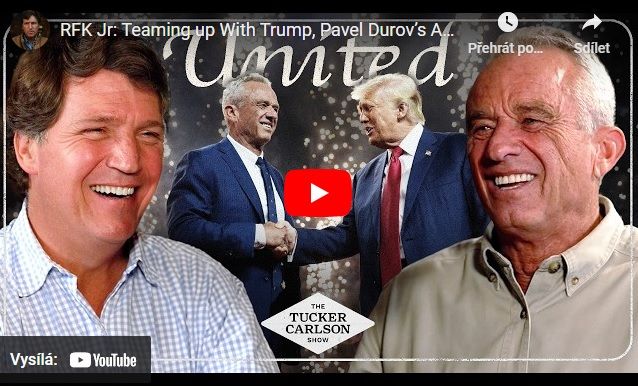 RFK Jr: Teaming up With Trump, Pavel Durov’s A...
Přehrát po...
Sdílet
United
THE
TUCKER
CARLSON
SHOW
Vysílá: YouTube